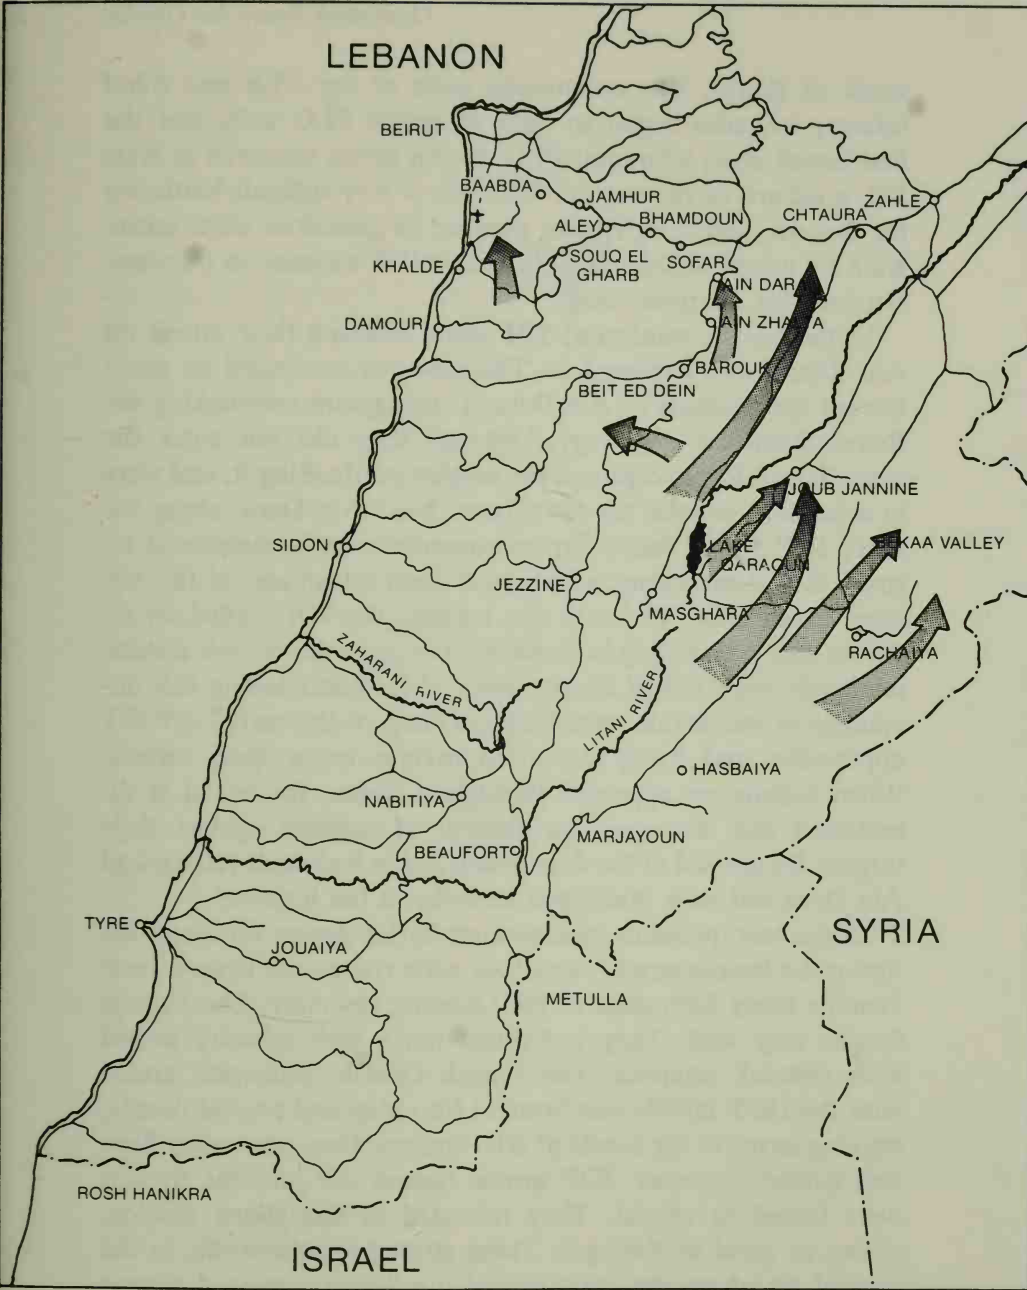 LEBANON
BEIRUT
BAABDA
JAMHUR
ZAHLE
ALEY
BHAMDOUN
CHTAURA
SOUQ EL
GHARB
SOFAR
KHALDE
AIN DARA
DAMOUR
AIN ZHALTA
BAROUK
BEIT ED DEIN
JOUB JANNINE
SIDON
LAKE
QARAOUN
BEKAA VALLEY
JEZZINE
MASGHARA
RACHAIYA
ZAHARANI RIVER
LITANI RIVER
HASBAIYA
NABITIYA
MARJAYOUN
BEAUFORT
TYRE
SYRIA
JOUAIYA
METULLA
ROSH HANIKRA
ISRAEL